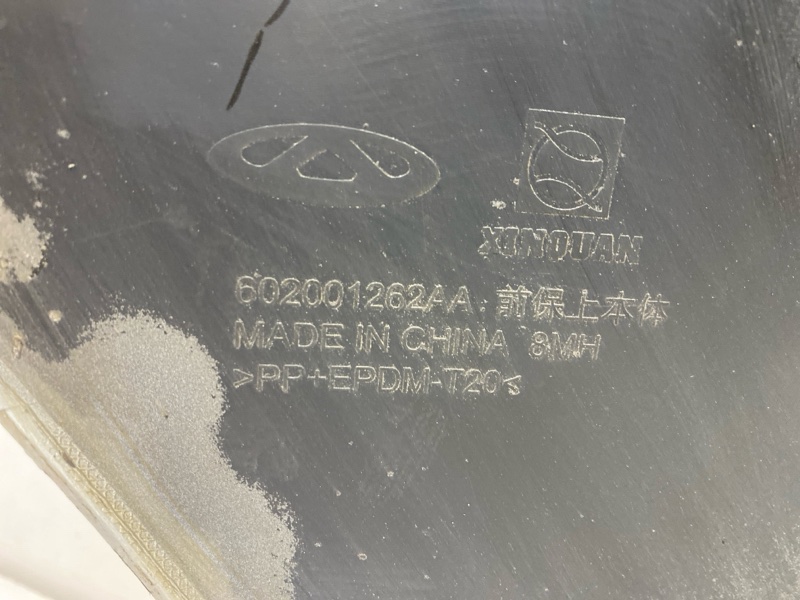 XINQUAN
602001262AA 前保上本体
MADE IN CHINA 8MH
>PP+EPDM-T20<